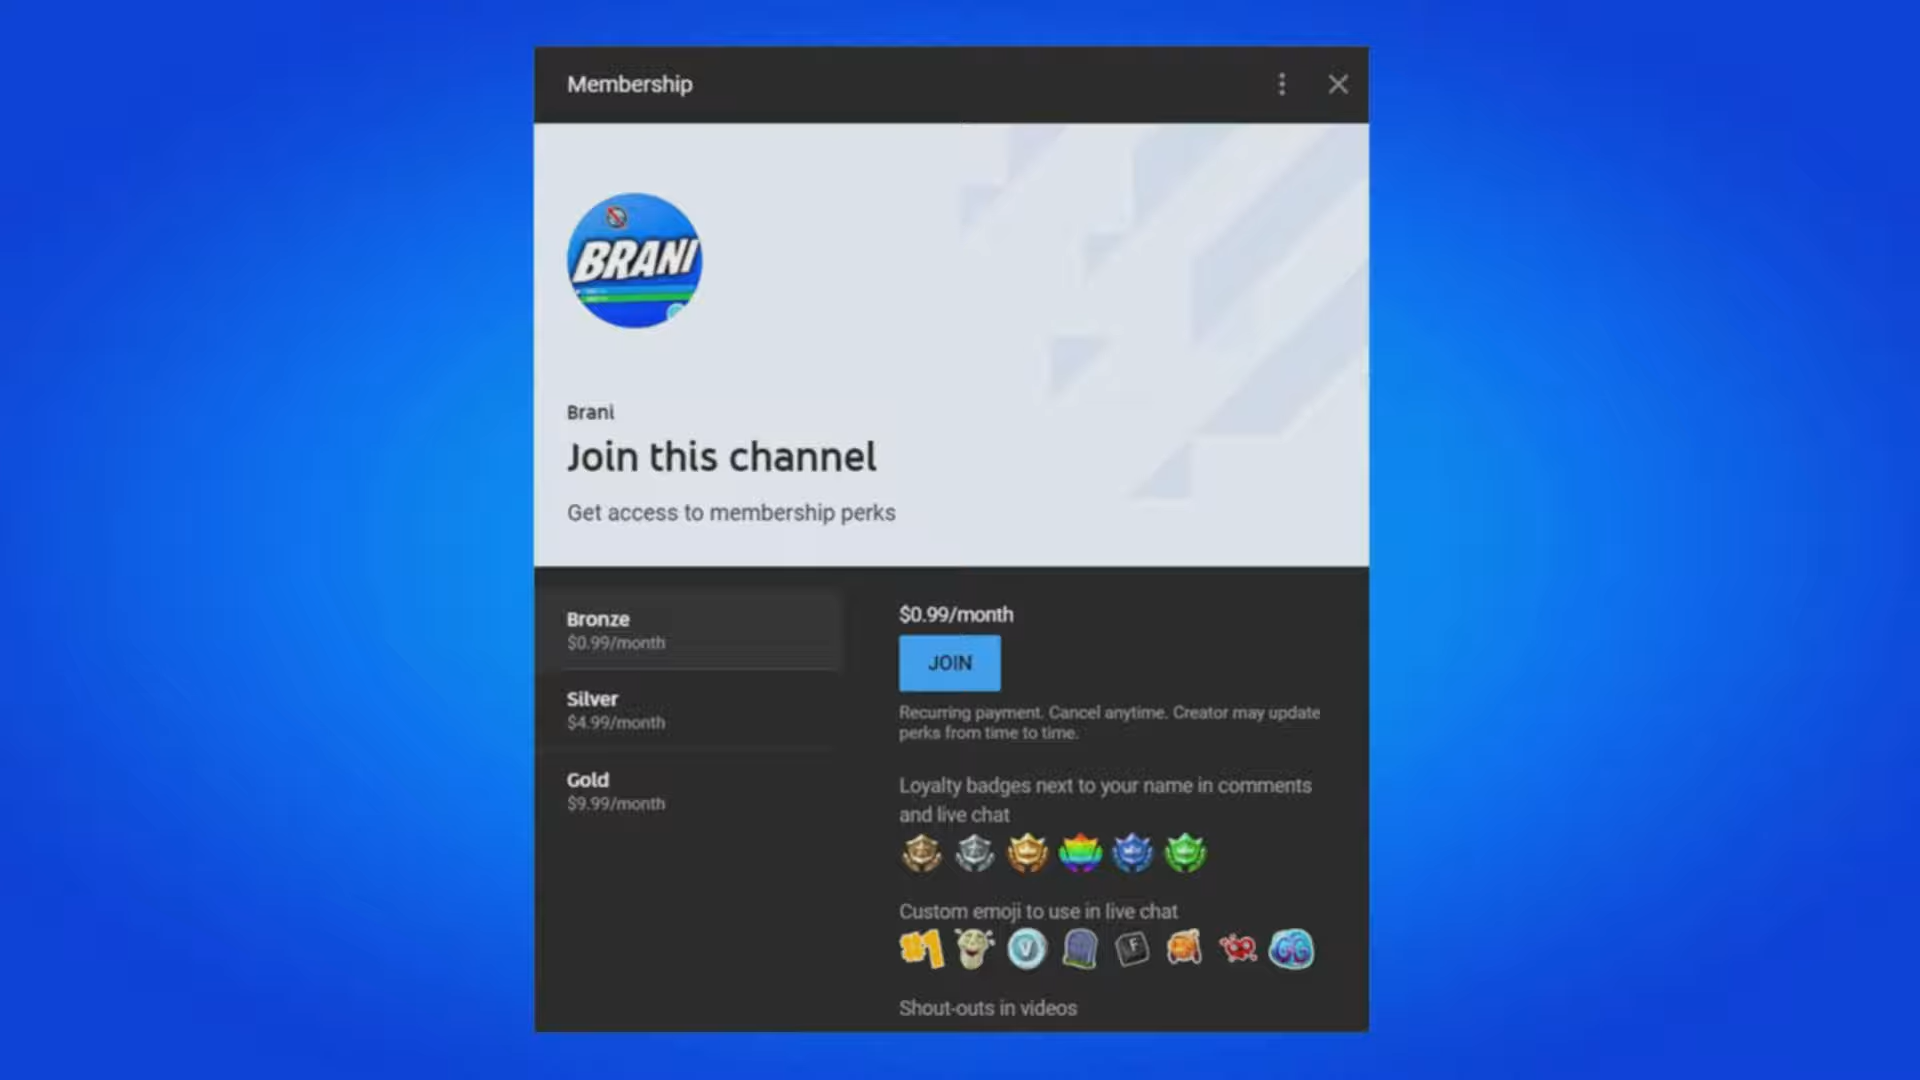 Membership
BRANI
Brani
Join this channel
Get access to membership perks
Bronze
$0.99/month
Silver
$4.99/month
Gold
$9.99/month
$0.99/month
JOIN
Recurring payment. Cancel anytime. Creator may update
perks from time to time.
Loyalty badges next to your name in comments
and live chat
Custom emoji to use in live chat
#1
V
F
GG
Shout-outs in videos